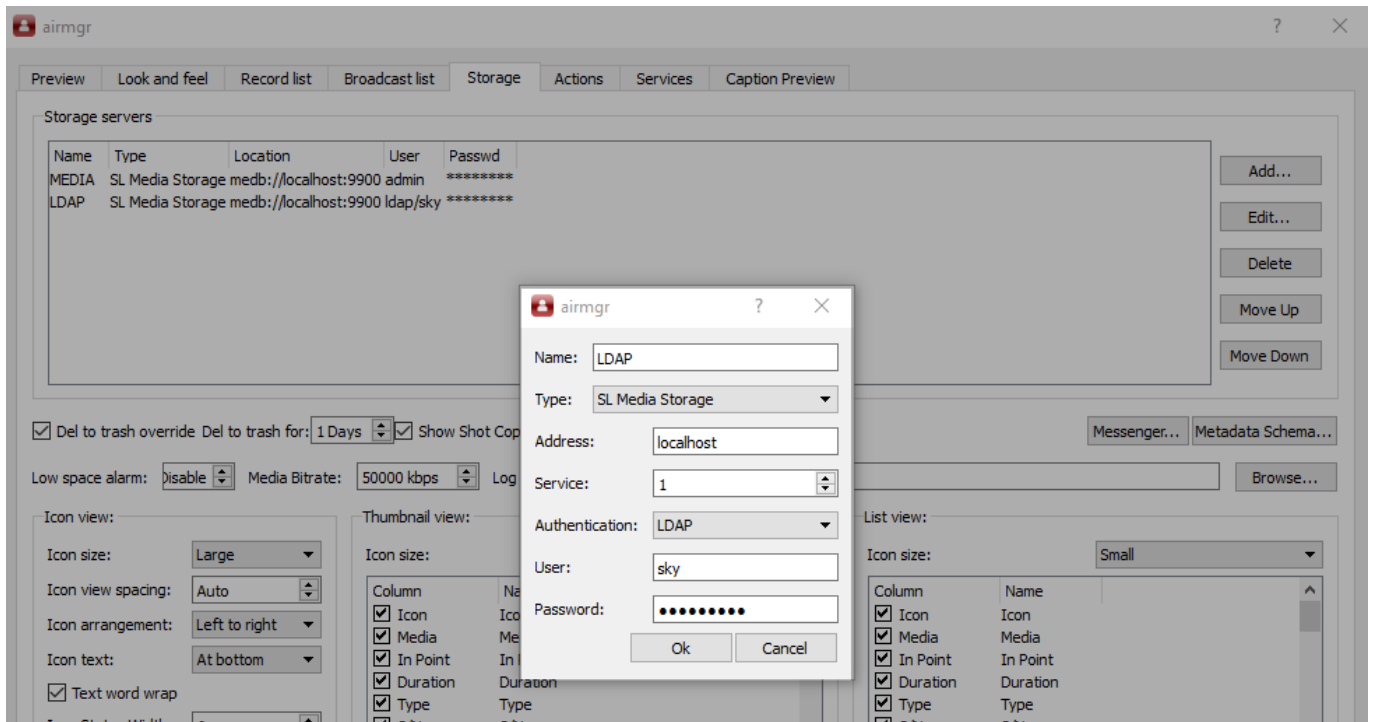 airmgr
Preview Look and feel Record list Broadcast list Storage Actions Services Caption Preview
Storage servers
Name Type Location User Passwd
MEDIA SL Media Storage medb://localhost:9900 admin ********
LDAP SL Media Storage medb://localhost:9900 ldap/sky ********
Add...
Edit...
Delete
Move Up
Move Down
airmgr
Name: LDAP
Type: SL Media Storage
Address: localhost
Service: 1
Authentication: LDAP
User: sky
Password: ●●●●●●●●●
Ok Cancel
Del to trash override Del to trash for: 1 Days Show Shot Messenger... Metadata Schema...
Low space alarm: Media Bitrate: 50000 kbps Log Browse...
Icon view:
Icon size: Large
Icon view spacing: Auto
Icon arrangement: Left to right
Icon text: At bottom
Text word wrap
Thumbnail view:
Icon size:
Column
Icon
Media
In Point
Duration Duration
Type Type
List view:
Icon size: Small
Column Name
Icon Icon
Media Media
In Point In Point
Duration Duration
Type Type